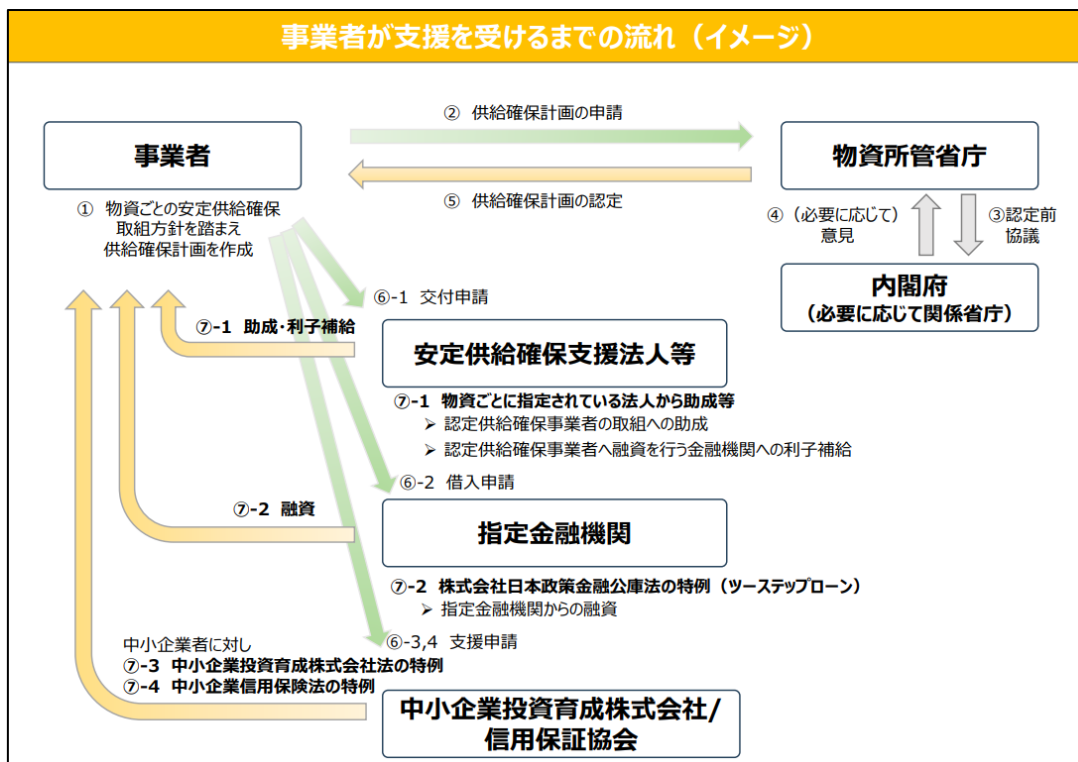 事業者が支援を受けるまでの流れ（イメージ）
② 供給確保計画の申請
事業者
物資所管省庁
⑤ 供給確保計画の認定
① 物資ごとの安定供給確保
取組方針を踏まえ
供給確保計画を作成
④（必要に応じて）
意見
③認定前
協議
内閣府
（必要に応じて関係省庁）
⑥-1 交付申請
⑦-1 助成・利子補給
安定供給確保支援法人等
⑦-1 物資ごとに指定されている法人から助成等
➢ 認定供給確保事業者の取組への助成
➢ 認定供給確保事業者へ融資を行う金融機関への利子補給
⑥-2 借入申請
⑦-2 融資
指定金融機関
⑦-2 株式会社日本政策金融公庫法の特例（ツーステップローン）
➢ 指定金融機関からの融資
⑥-3,4 支援申請
中小企業者に対し
⑦-3 中小企業投資育成株式会社法の特例
⑦-4 中小企業信用保険法の特例
中小企業投資育成株式会社/
信用保証協会